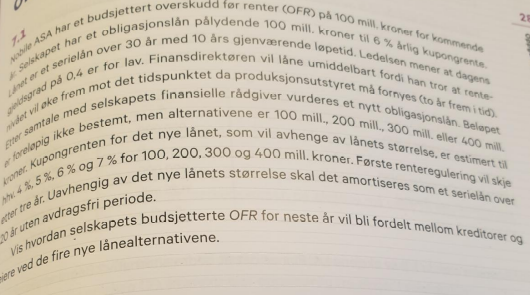 7.1
Nobile ASA har et budsjettert overskudd før renter (OFR) på 100 mill. kroner for kommende
år. Selskapet har et obligasjonslån pålydende 100 mill. kroner til 6 % årlig kupongrente.
Lånet er et serielån over 30 år med 10 års gjenværende løpetid. Ledelsen mener at dagens
gjeldsgrad på 0,4 er for lav. Finansdirektøren vil låne umiddelbart fordi han tror at rente-
nivået vil øke frem mot det tidspunktet da produksjonsutstyret må fornyes (to år frem i tid).
Etter samtale med selskapets finansielle rådgiver vurderes et nytt obligasjonslån. Beløpet
er foreløpig ikke bestemt, men alternativene er 100 mill., 200 mill., 300 mill. eller 400 mill.
kroner. Kupongrenten for det nye lånet, som vil avhenge av lånets størrelse, er estimert til
hhv. 4 %, 5 %, 6 % og 7 % for 100, 200, 300 og 400 mill. kroner. Første renteregulering vil skje
etter tre år. Uavhengig av det nye lånets størrelse skal det amortiseres som et serielån over
20 år uten avdragsfri periode.
Vis hvordan selskapets budsjetterte OFR for neste år vil bli fordelt mellom kreditorer og
ved de fire nye lånealternativene.